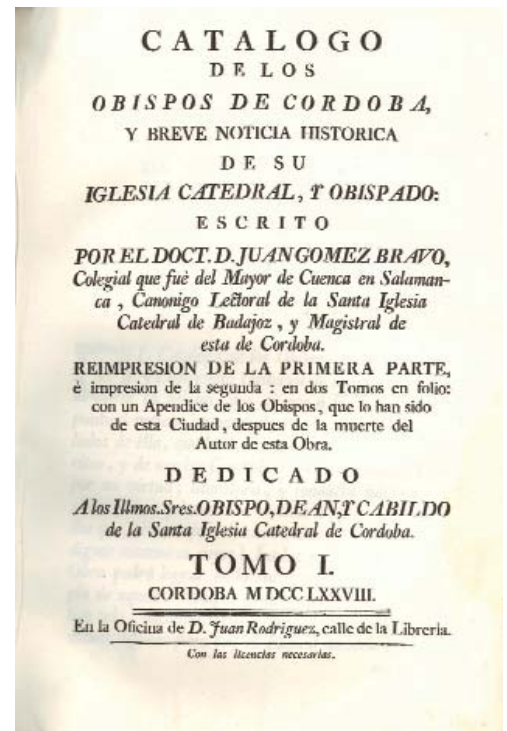 CATALOGO
DE LOS
OBISPOS DE CORDOBA,
Y BREVE NOTICIA HISTORICA
DE SU
IGLESIA CATEDRAL, Y OBISPADO:
ESCRITO
POR EL DOCT. D. JUAN GOMEZ BRAVO,
Colegial que fué del Mayor de Cuenca en Salaman-
ca, Canonigo Lectoral de la Santa Iglesia
Catedral de Badajoz, y Magistral de
esta de Cordoba.
REIMPRESION DE LA PRIMERA PARTE,
é impresion de la segunda : en dos Tomos en folio:
con un Apendice de los Obispos, que lo han sido
de esta Ciudad, despues de la muerte del
Autor de esta Obra.
DEDICADO
A los Illmos. Sres. OBISPO, DEAN, Y CABILDO
de la Santa Iglesia Catedral de Cordoba.
TOMO I.
CORDOBA MDCCLXXVIII.
En la Oficina de D. Juan Rodriguez, calle de la Libreria.
Con las licencias necesarias.